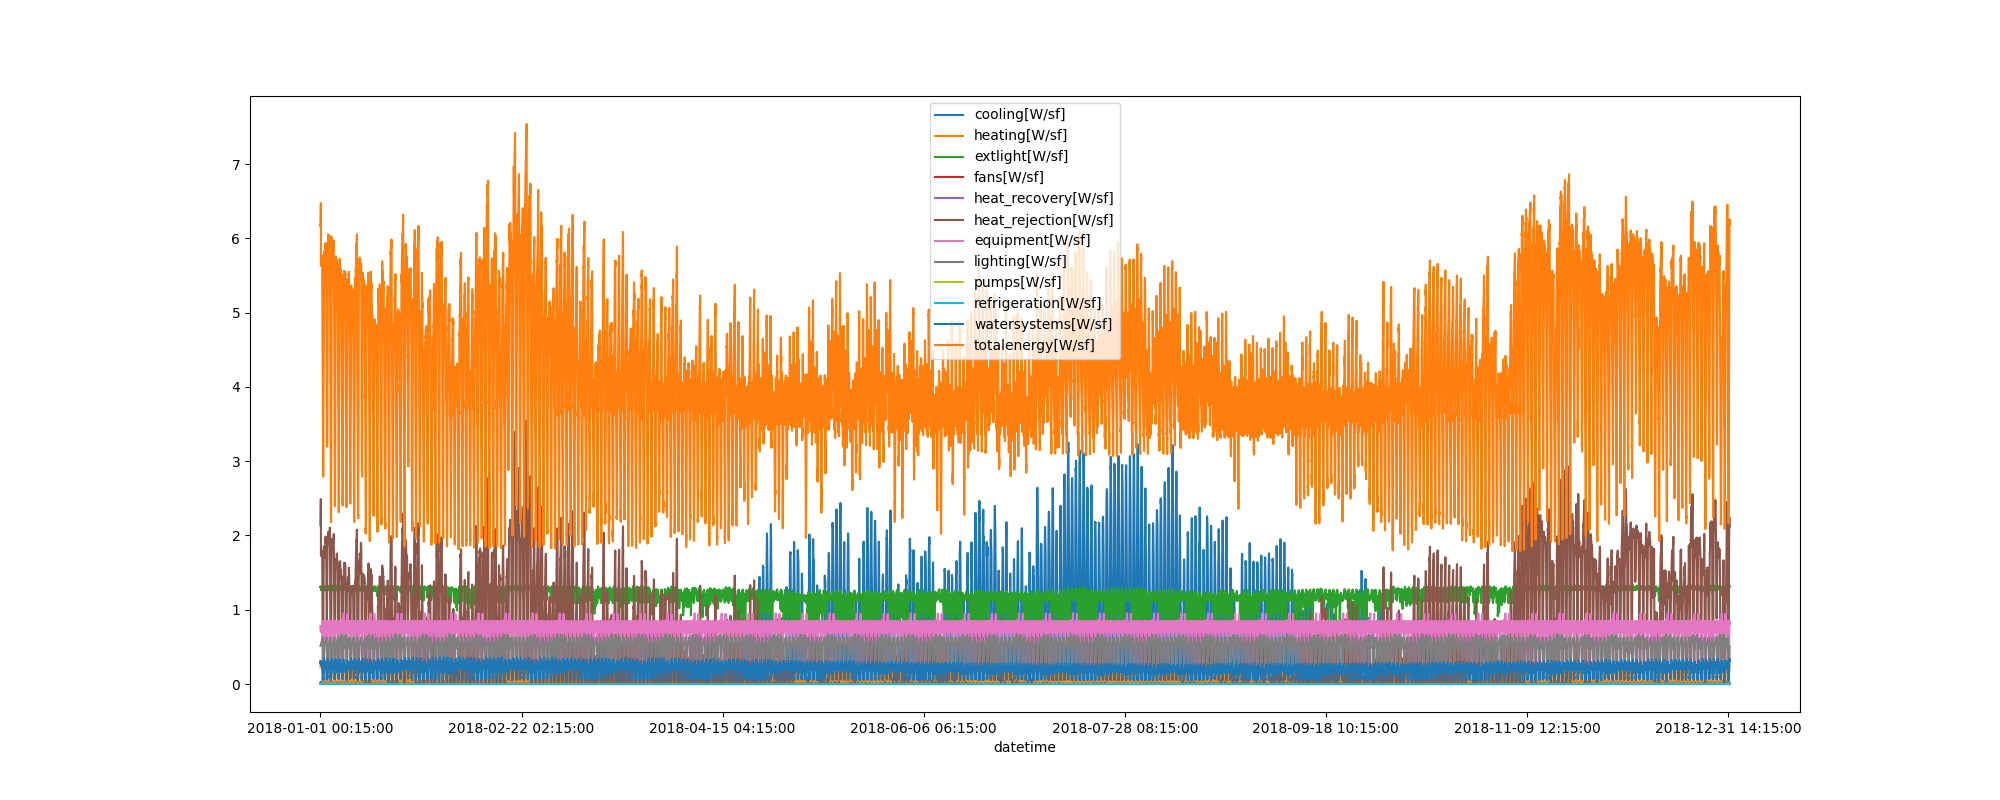 cooling[W/sf]
heating[W/sf]
extlight[W/sf]
fans[W/sf]
heat_recovery[W/sf]
heat_rejection[W/sf]
equipment[W/sf]
lighting[W/sf]
pumps[W/sf]
refrigeration[W/sf]
watersystems[W/sf]
totalenergy[W/sf]
7
6
5
4
3
2
1
0
2018-01-01 00:15:00 2018-02-22 02:15:00 2018-04-15 04:15:00 2018-06-06 06:15:00 2018-07-28 08:15:00 2018-09-18 10:15:00 2018-11-09 12:15:00 2018-12-31 14:15:00
datetime